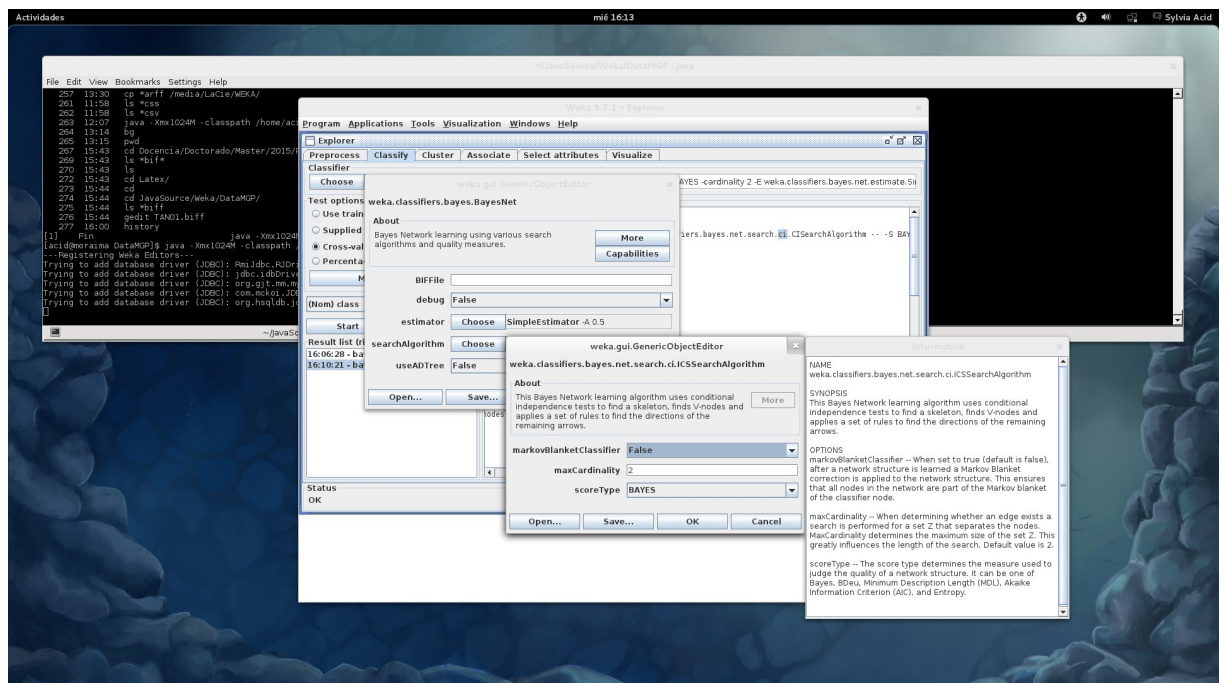 Actividades
mié 16:13
Sylvia Acid
~/JavaSource/Weka/DataMGP : java
File Edit View Bookmarks Settings Help
257 13:30 cp *arff /media/LaCie/WEKA/
261 11:58 ls *css
262 11:58 ls *csv
263 12:07 java -Xmx1024M -classpath /home/aci
264 13:14 bg
265 13:15 pwd
267 15:43 cd Docencia/Doctorado/Master/2015/
269 15:43 ls *bif*
270 15:43 ls
272 15:43 cd Latex/
273 15:44 cd
274 15:44 cd JavaSource/Weka/DataMGP/
275 15:44 ls *biff
276 15:44 gedit TAN01.biff
277 16:00 history
[1] Fin java -Xmx1024
[acid@moraima DataMGP]$ java -Xmx1024M -classpath
---Registering Weka Editors---
Trying to add database driver (JDBC): RmiJdbc.RJDr
Trying to add database driver (JDBC): jdbc.idbDrive
Trying to add database driver (JDBC): org.gjt.mm.m
Trying to add database driver (JDBC): com.mckoi.JD
Trying to add database driver (JDBC): org.hsqldb.j
~/JavaSo
Weka 3.7.1 - Explorer
Program Applications Tools Visualization Windows Help
Explorer
Preprocess Classify Cluster Associate Select attributes Visualize
Classifier
Choose
AYES -cardinality 2 -E weka.classifiers.bayes.net.estimate.Si
Test options
Use train
Supplied
Cross-val
Percenta
M
(Nom) class
Start
Result list (ri
16:06:28 - ba
16:10:21 - ba
iers.bayes.net.search.ci.CISearchAlgorithm -- -S BAY
nodes
Status
OK
weka.gui.GenericObjectEditor
weka.classifiers.bayes.BayesNet
About
Bayes Network learning using various search
algorithms and quality measures.
More
Capabilities
BIFFile
debug False
estimator Choose SimpleEstimator -A 0.5
searchAlgorithm Choose
useADTree False
Open... Save...
weka.gui.GenericObjectEditor
weka.classifiers.bayes.net.search.ci.ICSSearchAlgorithm
About
This Bayes Network learning algorithm uses conditional
independence tests to find a skeleton, finds V-nodes and
applies a set of rules to find the directions of the
remaining arrows.
More
markovBlanketClassifier False
maxCardinality 2
scoreType BAYES
Open... Save... OK Cancel
Information
NAME
weka.classifiers.bayes.net.search.ci.ICSSearchAlgorithm
SYNOPSIS
This Bayes Network learning algorithm uses conditional
independence tests to find a skeleton, finds V-nodes and
applies a set of rules to find the directions of the remaining
arrows.
OPTIONS
markovBlanketClassifier -- When set to true (default is false),
after a network structure is learned a Markov Blanket
correction is applied to the network structure. This ensures
that all nodes in the network are part of the Markov blanket
of the classifier node.
maxCardinality -- When determining whether an edge exists a
search is performed for a set Z that separates the nodes.
MaxCardinality determines the maximum size of the set Z. This
greatly influences the length of the search. Default value is 2.
scoreType -- The score type determines the measure used to
judge the quality of a network structure. It can be one of
Bayes, BDeu, Minimum Description Length (MDL), Akaike
Information Criterion (AIC), and Entropy.